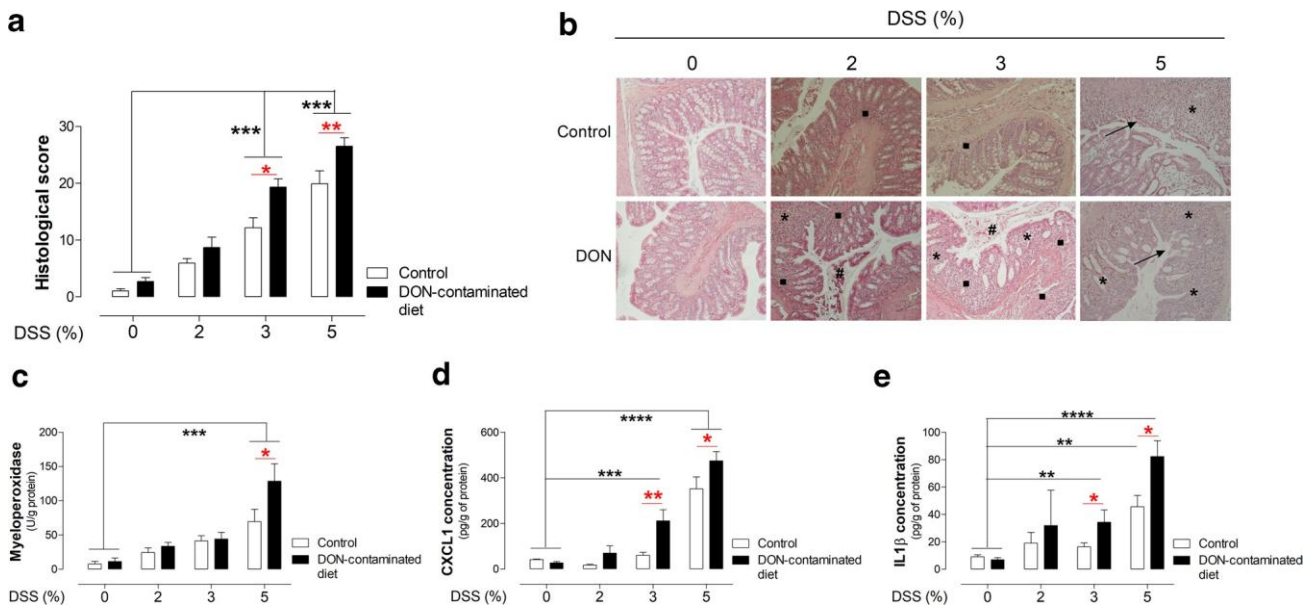 a
Histological score
30
20
10
0
***
***
*
**
Control
DON-contaminated
diet
DSS (%)
0 2 3 5
b
DSS (%)
0 2 3 5
Control
DON
■
■
*
*
■
■
#
*
#
*
*
■
■
■
*
*
*
c
Myeloperoxidase
(U/g protein)
200
150
100
50
0
***
*
Control
DON-contaminated
diet
DSS (%)
0 2 3 5
d
CXCL1 concentration
(pg/g of protein)
600
400
200
0
****
***
**
*
Control
DON-contaminated
diet
DSS (%)
0 2 3 5
e
IL1β concentration
(pg/g of protein)
100
80
60
40
20
0
****
**
**
*
*
Control
DON-contaminated
diet
DSS (%)
0 2 3 5